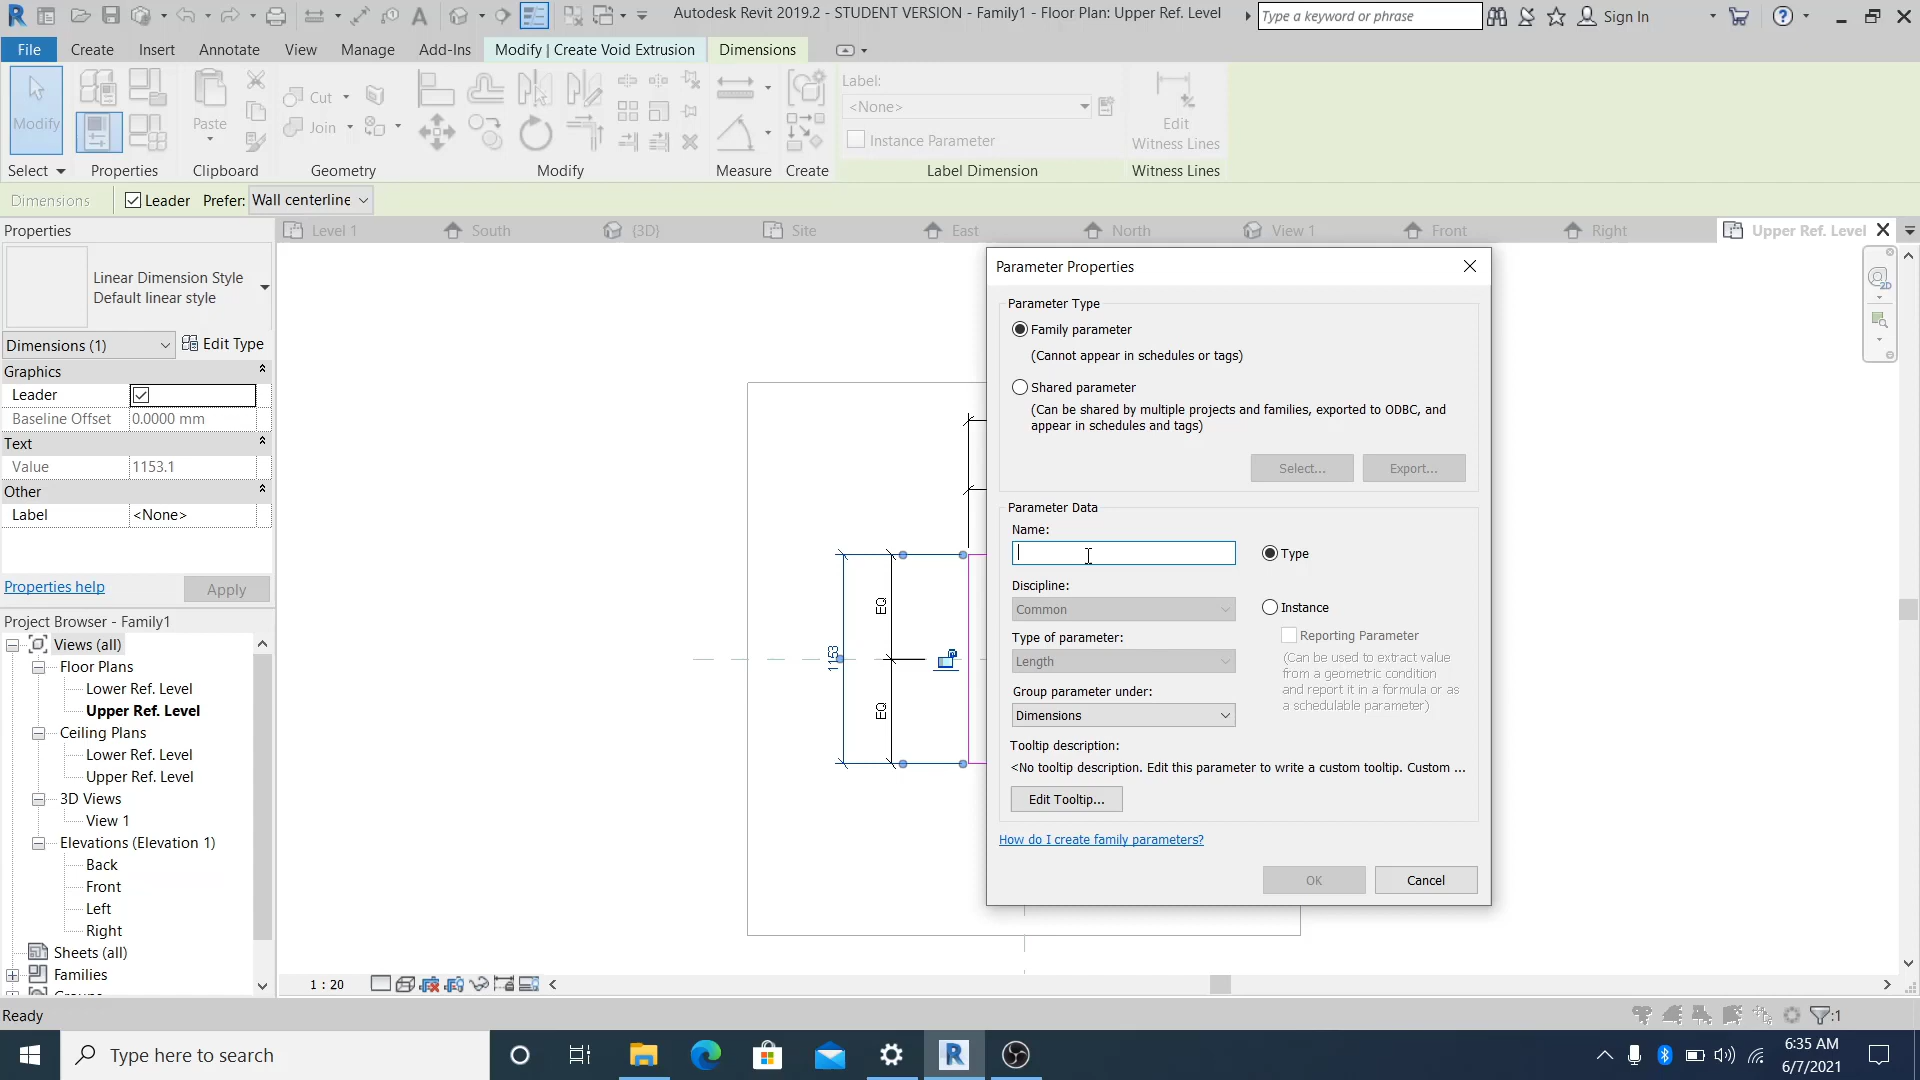 Autodesk Revit 2019.2 - STUDENT VERSION - Family1 - Floor Plan: Upper Ref. Level
Type a keyword or phrase
Sign In
File
Create
Insert
Annotate
View
Manage
Add-Ins
Modify | Create Void Extrusion
Dimensions
Modify
Paste
Cut
Join
Label:
<None>
Instance Parameter
Edit
Witness Lines
Select
Properties
Clipboard
Geometry
Modify
Measure
Create
Label Dimension
Witness Lines
Dimensions
Leader
Prefer:
Wall centerline
Properties
Level 1
South
{3D}
Site
East
North
View 1
Front
Right
Upper Ref. Level
Linear Dimension Style
Default linear style
Dimensions (1)
Edit Type
Graphics
Leader
Baseline Offset
0.0000 mm
Text
Value
1153.1
Other
Label
<None>
Properties help
Apply
Project Browser - Family1
Views (all)
Floor Plans
Lower Ref. Level
Upper Ref. Level
Ceiling Plans
Lower Ref. Level
Upper Ref. Level
3D Views
View 1
Elevations (Elevation 1)
Back
Front
Left
Right
Sheets (all)
Families
1153
EQ
EQ
2D
Parameter Properties
Parameter Type
Family parameter
(Cannot appear in schedules or tags)
Shared parameter
(Can be shared by multiple projects and families, exported to ODBC, and
appear in schedules and tags)
Select...
Export...
Parameter Data
Name:
Type
Discipline:
Common
Instance
Reporting Parameter
Type of parameter:
Length
(Can be used to extract value
from a geometric condition
and report it in a formula or as
a schedulable parameter)
Group parameter under:
Dimensions
Tooltip description:
<No tooltip description. Edit this parameter to write a custom tooltip. Custom ...
Edit Tooltip...
How do I create family parameters?
OK
Cancel
1 : 20
Ready
:1
Type here to search
6:35 AM
6/7/2021